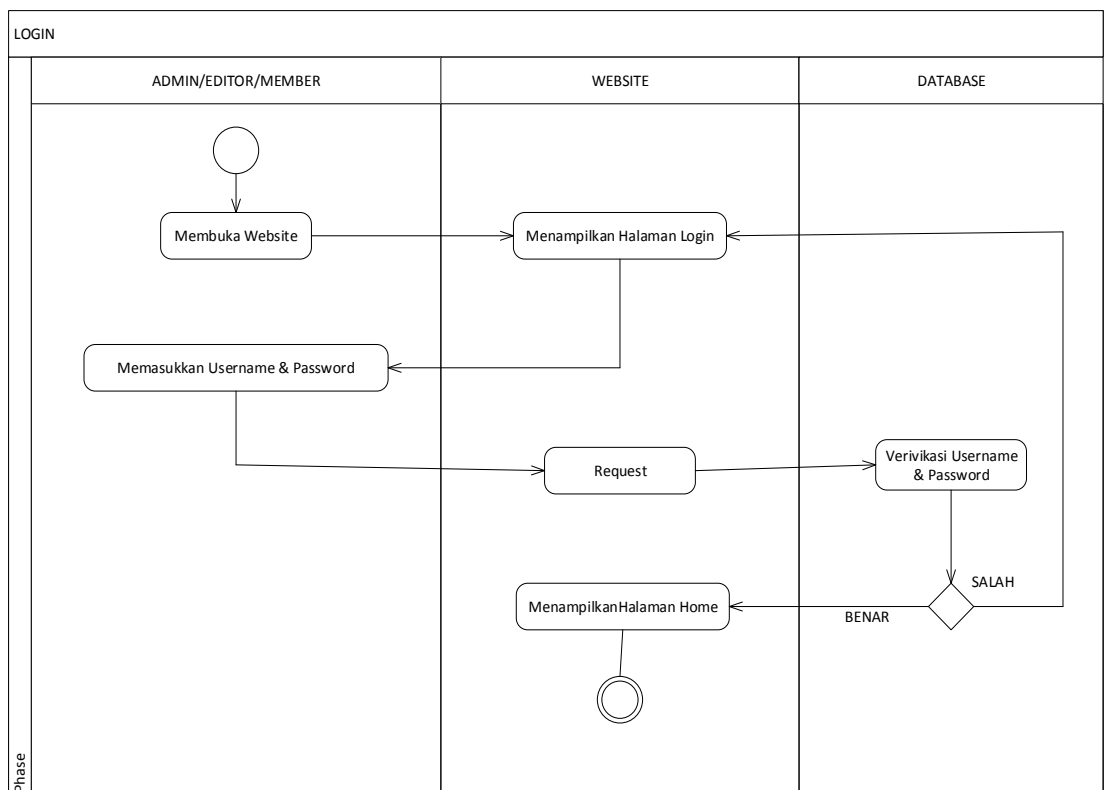 LOGIN
ADMIN/EDITOR/MEMBER
WEBSITE
DATABASE
Membuka Website
Menampilkan Halaman Login
Memasukkan Username & Password
Request
Verivikasi Username
& Password
SALAH
MenampilkanHalaman Home
BENAR
Phase